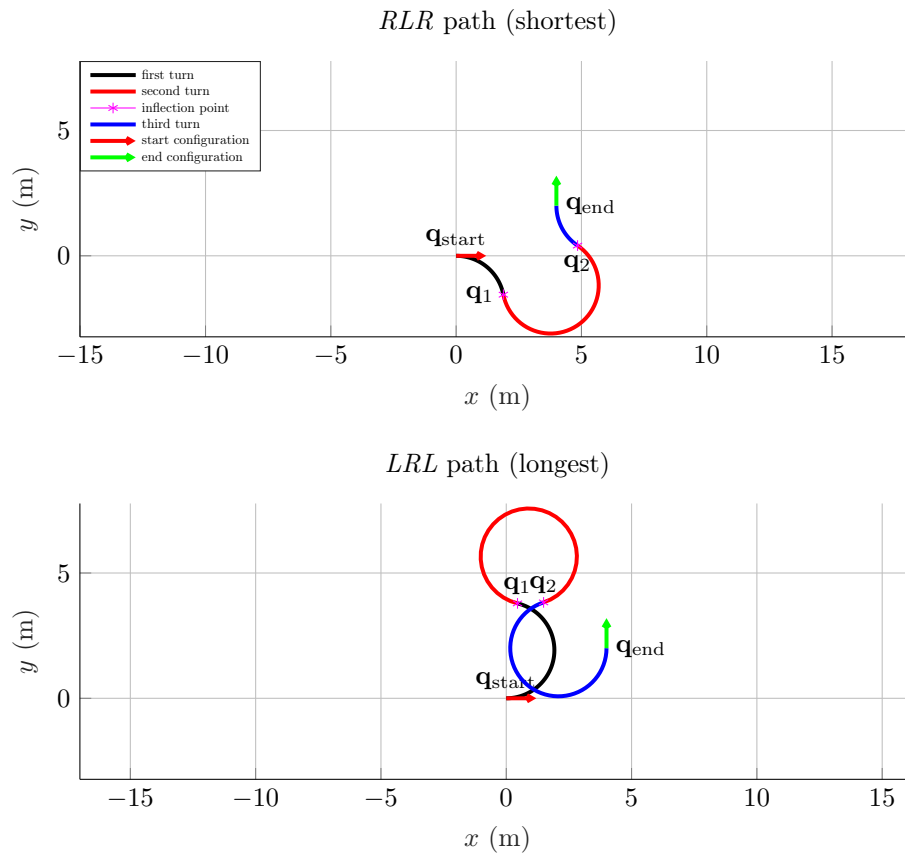 RLR path (shortest)
first turn
second turn
inflection point
third turn
start configuration
end configuration
5
0
y (m)
q_end
q_start
q_2
q_1
−15 −10 −5 0 5 10 15
x (m)
LRL path (longest)
5
0
y (m)
q_1 q_2
q_end
q_start
−15 −10 −5 0 5 10 15
x (m)